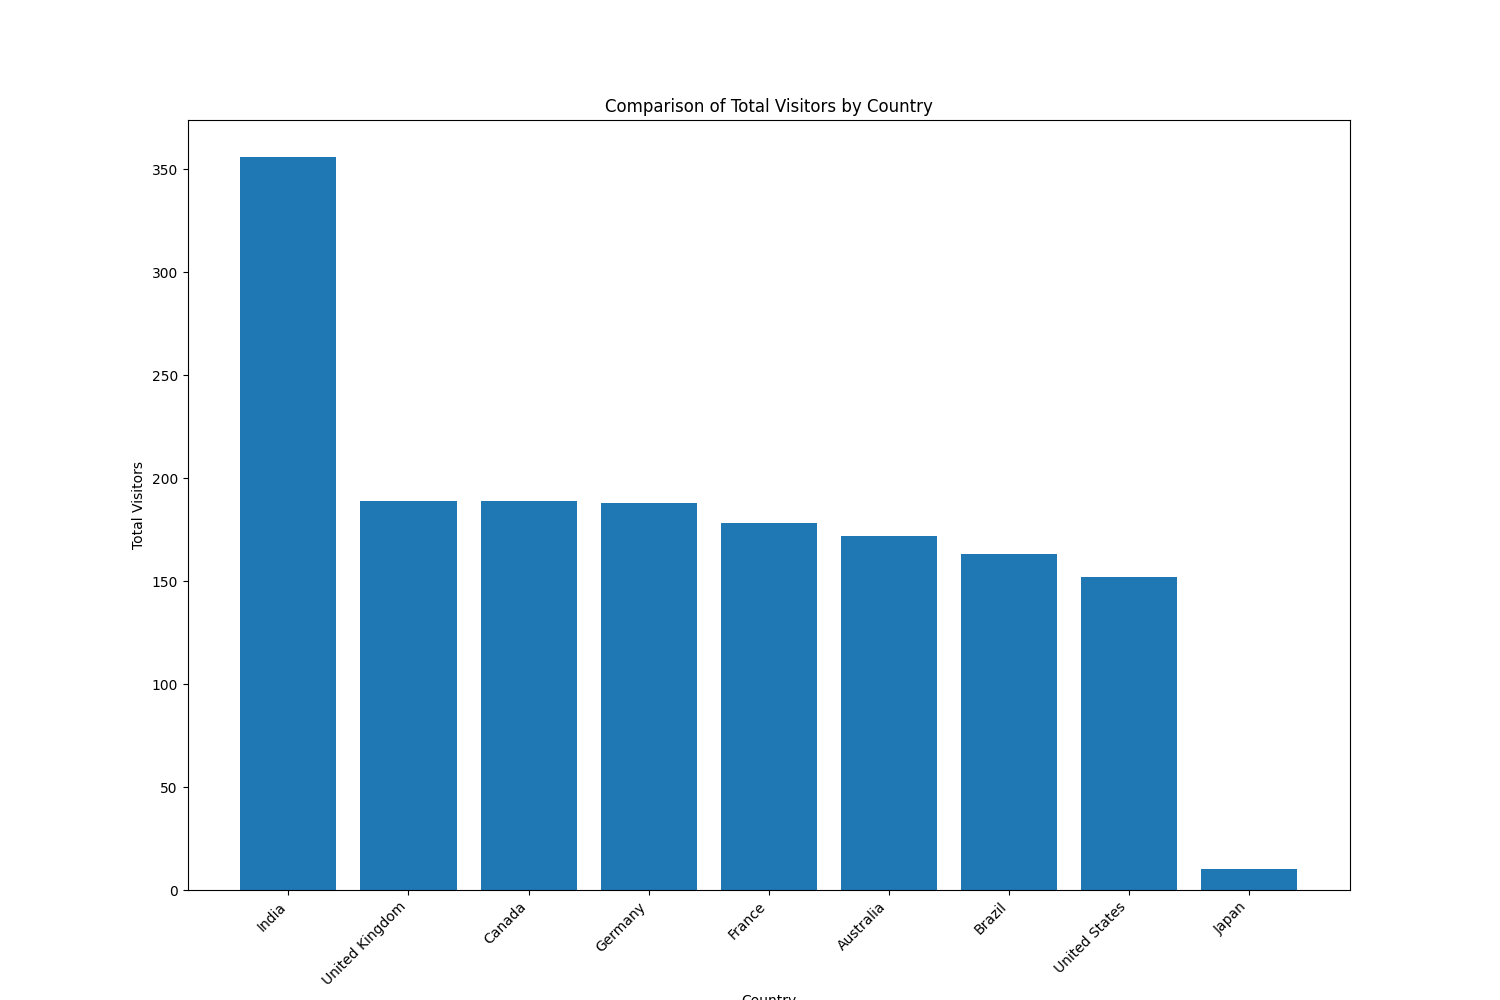 Comparison of Total Visitors by Country
Total Visitors
350
300
250
200
150
100
50
0
India
United Kingdom
Canada
Germany
France
Australia
Brazil
United States
Japan
Country